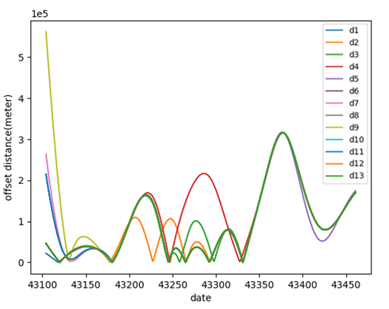 1e5
offset distance(meter)
5
4
3
2
1
0
43100 43150 43200 43250 43300 43350 43400 43450
date
d1
d2
d3
d4
d5
d6
d7
d8
d9
d10
d11
d12
d13